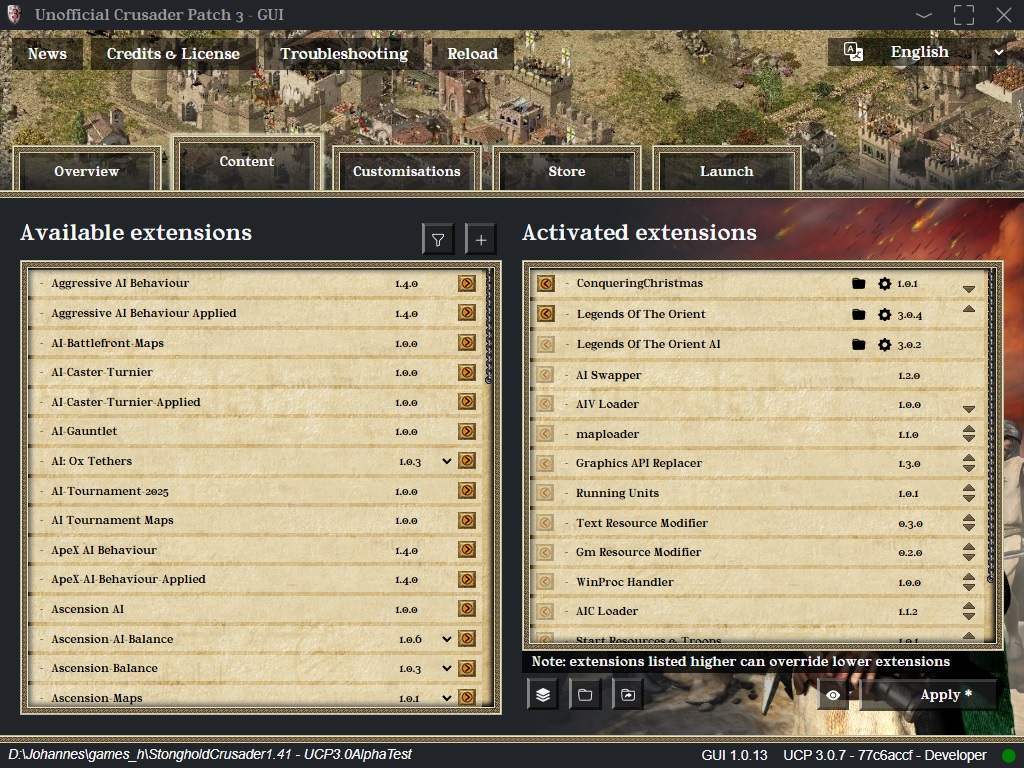 Unofficial Crusader Patch 3 - GUI
News Credits & License Troubleshooting Reload English
Overview Content Customisations Store Launch
Available extensions
Aggressive AI Behaviour 1.4.0
Aggressive AI Behaviour Applied 1.4.0
AI-Battlefront-Maps 1.0.0
AI-Caster-Turnier 1.0.0
AI-Caster-Turnier-Applied 1.0.0
AI-Gauntlet 1.0.0
AI: Ox Tethers 1.0.3
AI-Tournament-2025 1.0.0
AI Tournament Maps 1.0.0
ApeX AI Behaviour 1.4.0
ApeX-AI-Behaviour-Applied 1.4.0
Ascension AI 1.0.0
Ascension-AI-Balance 1.0.6
Ascension-Balance 1.0.3
Ascension-Maps 1.0.1
Activated extensions
ConqueringChristmas 1.0.1
Legends Of The Orient 3.0.4
Legends Of The Orient AI 3.0.2
AI Swapper 1.2.0
AIV Loader 1.0.0
maploader 1.1.0
Graphics API Replacer 1.3.0
Running Units 1.0.1
Text Resource Modifier 0.3.0
Gm Resource Modifier 0.2.0
WinProc Handler 1.0.0
AIC Loader 1.1.2
Start Resources & Troops 1.0.1
Note: extensions listed higher can override lower extensions
Apply *
D:\Johannes\games_h\StongholdCrusader1.41 - UCP3.0AlphaTest
GUI 1.0.13 UCP 3.0.7 - 77c6accf - Developer